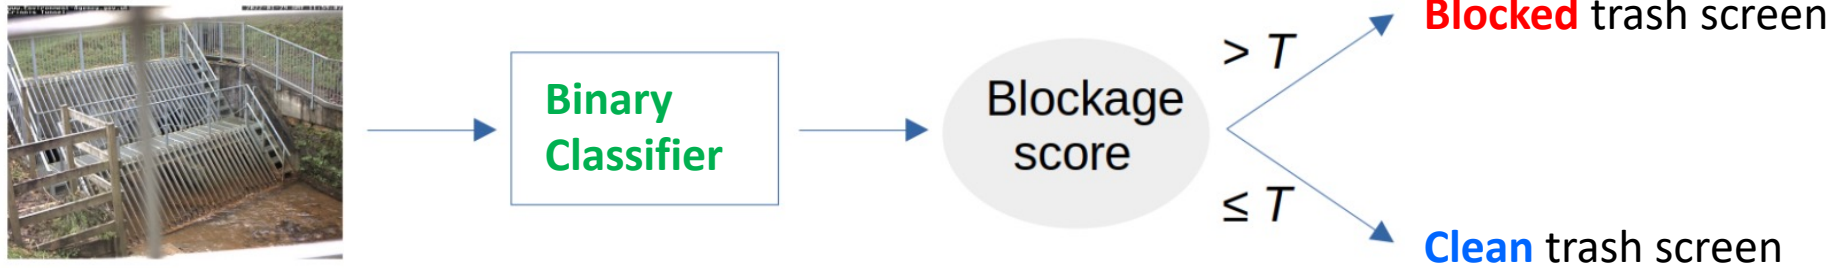 Blocked trash screen
> T
Binary
Classifier
Blockage
score
≤ T
Clean trash screen